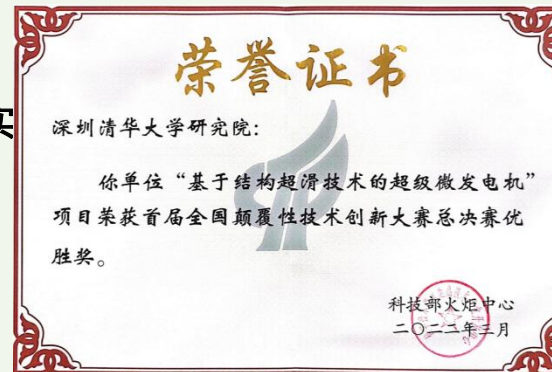 荣誉证书
实
深圳清华大学研究院：
你单位“基于结构超滑技术的超级微发电机”
项目荣获首届全国颠覆性技术创新大赛总决赛优
胜奖。
科技部火炬中心
二〇二二年三月